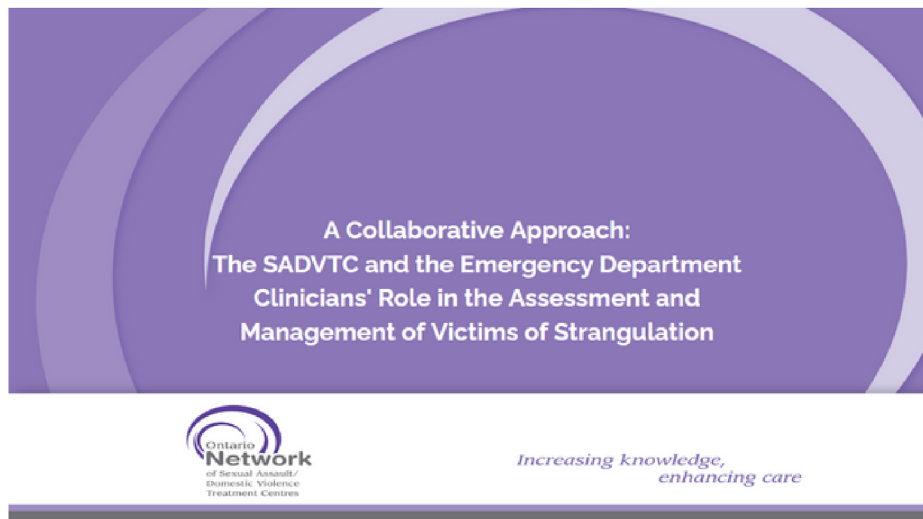 A Collaborative Approach:
The SADVTC and the Emergency Department
Clinicians' Role in the Assessment and
Management of Victims of Strangulation
Ontario
Network
of Sexual Assault/
Domestic Violence
Treatment Centres
Increasing knowledge,
enhancing care